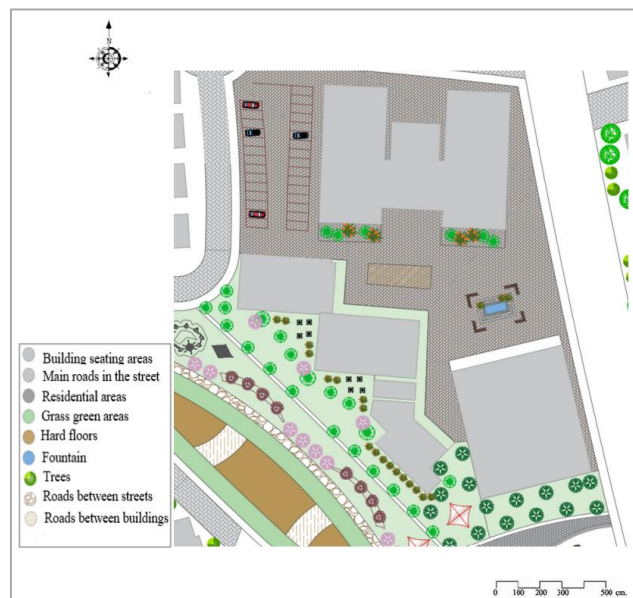 Building seating areas
Main roads in the street
Residential areas
Grass green areas
Hard floors
Fountain
Trees
Roads between streets
Roads between buildings
0 100 200 300 500 cm.